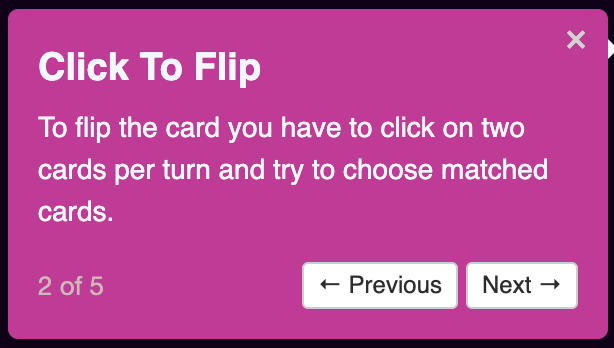 Click To Flip
To flip the card you have to click on two
cards per turn and try to choose matched
cards.
2 of 5
← Previous
Next →